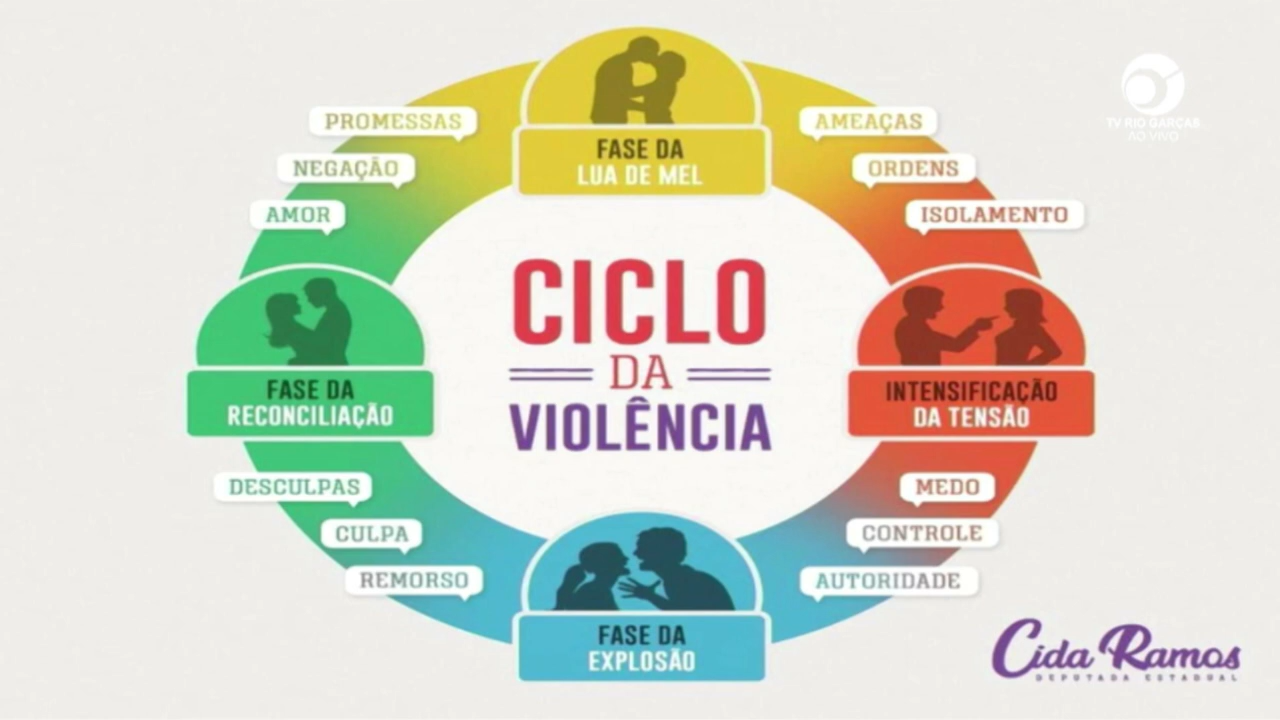 TV RIO GARÇAS
AO VIVO
PROMESSAS
NEGAÇÃO
AMOR
FASE DA
LUA DE MEL
AMEAÇAS
ORDENS
ISOLAMENTO
CICLO
DA
VIOLÊNCIA
FASE DA
RECONCILIAÇÃO
INTENSIFICAÇÃO
DA TENSÃO
DESCULPAS
CULPA
REMORSO
MEDO
CONTROLE
AUTORIDADE
FASE DA
EXPLOSÃO
Cida Ramos
DEPUTADA ESTADUAL